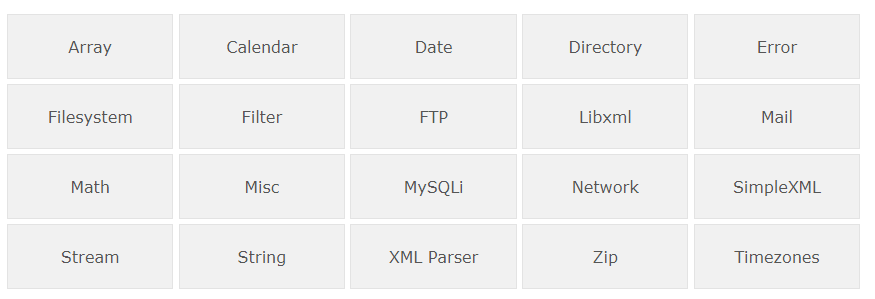 Array Calendar Date Directory Error
Filesystem Filter FTP Libxml Mail
Math Misc MySQLi Network SimpleXML
Stream String XML Parser Zip Timezones